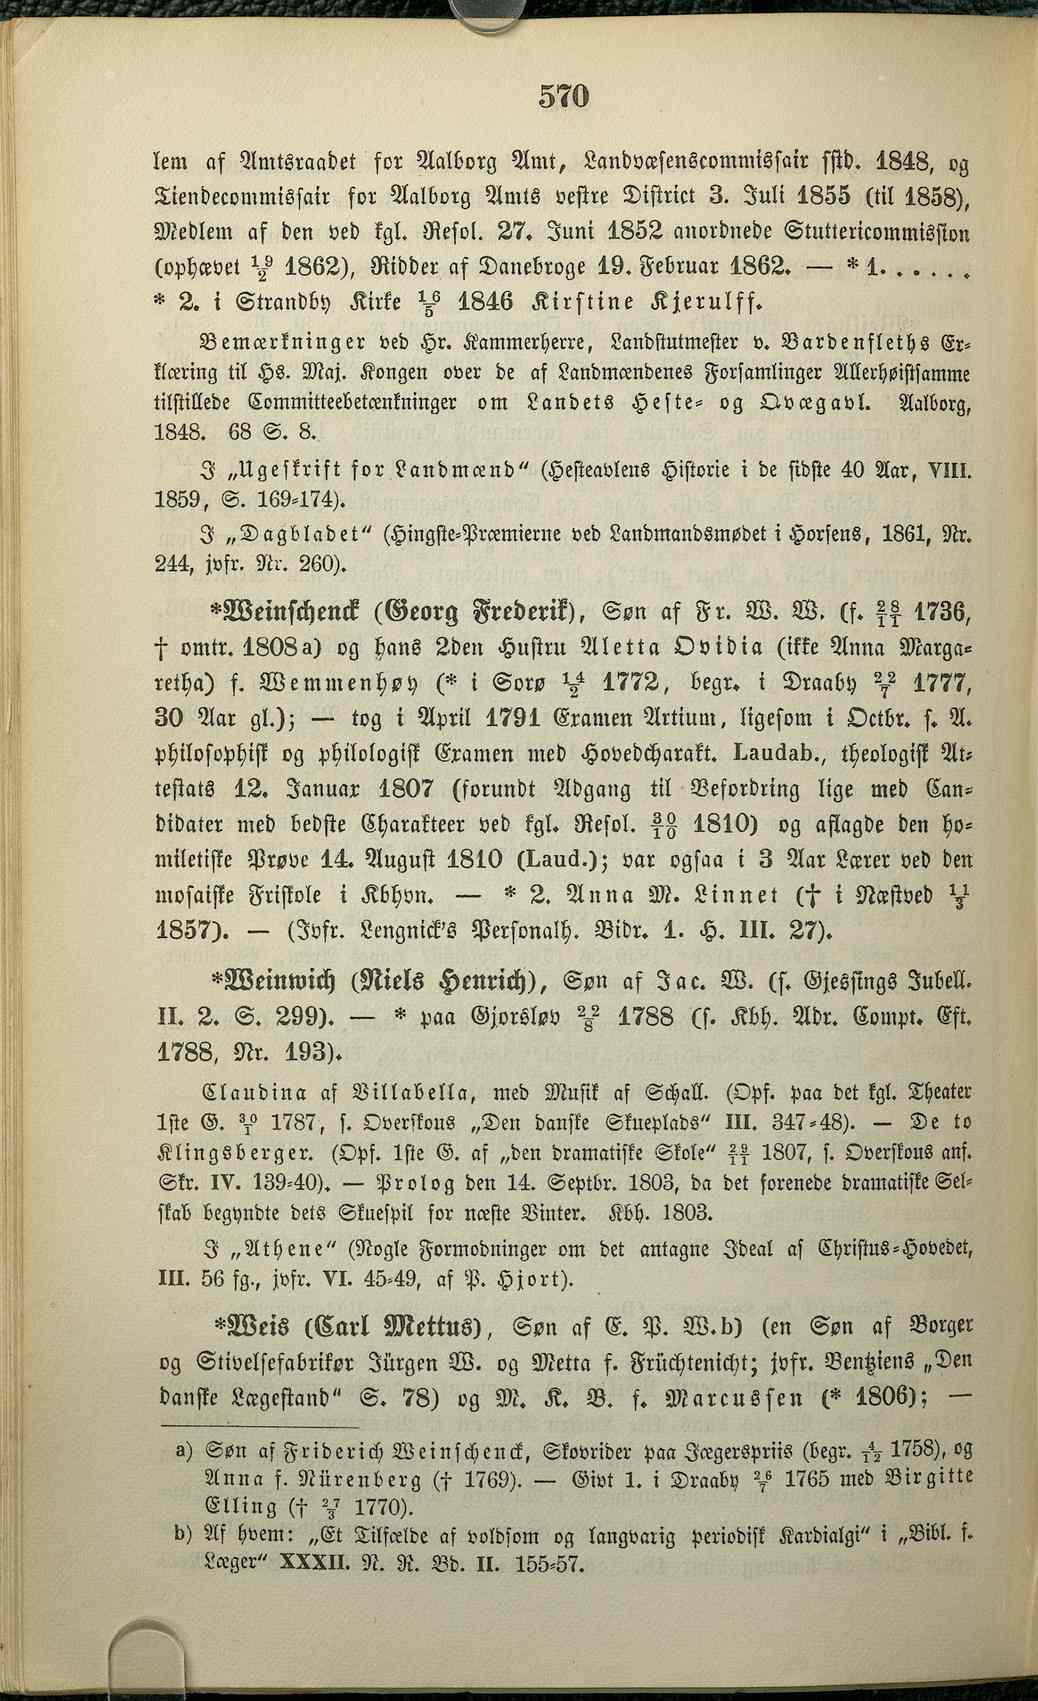 570
lem af Amtsraadet for Aalborg Amt, Landvæsenscommissair sstd. 1848, og
Tiendecommissair for Aalborg Amts vestre District 3. Juli 1855 (til 1858),
Medlem af den ved kgl. Resol. 27. Juni 1852 anordnede Stuttericommission
(ophævet 19/2 1862), Ridder af Danebroge 19. Februar 1862. — * 1. . . . . .
* 2. i Strandby Kirke 16/5 1846 Kirstine Kjerulff.
Bemærkninger ved Hr. Kammerherre, Landstutmester v. Bardenfleths Er-
klæring til Hs. Maj. Kongen over de af Landmændenes Forsamlinger Allerhøistsamme
tilstillede Committeebetænkninger om Landets Heste- og Qvægavl. Aalborg,
1848. 68 S. 8.
I „Ugeskrift for Landmænd“ (Hesteavlens Historie i de sidste 40 Aar, VIII.
1859, S. 169-174).
I „Dagbladet“ (Hingste-Præmierne ved Landmandsmødet i Horsens, 1861, Nr.
244, jvfr. Nr. 260).
*Weinschenck (Georg Frederik), Søn af Fr. W. W. (f. 28/11 1736,
† omtr. 1808 a) og hans 2den Hustru Aletta Ovidia (ikke Anna Marga-
retha) f. Wemmenhøy (* i Sorø 14/2 1772, begr. i Draaby 22/7 1777,
30 Aar gl.); — tog i April 1791 Examen Artium, ligesom i Octbr. s. A.
philosophisk og philologisk Examen med Hovedcharakt. Laudab., theologisk At-
testats 12. Januar 1807 (forundt Adgang til Befordring lige med Can-
didater med bedste Charakteer ved kgl. Resol. 30/10 1810) og aflagde den ho-
miletiske Prøve 14. August 1810 (Laud.); var ogsaa i 3 Aar Lærer ved den
mosaiske Friskole i Kbhvn. — * 2. Anna M. Linnet († i Næstved 11/3
1857). — (Jvfr. Lengnick's Personalh. Bidr. 1. H. III. 27).
*Weinwich (Niels Henrich), Søn af Jac. W. (s. Gjessings Jubell.
II. 2. S. 299). — * paa Gjorsløv 22/8 1788 (s. Kbh. Adr. Compt. Eft.
1788, Nr. 193).
Claudina af Villabella, med Musik af Schall. (Opf. paa det kgl. Theater
1ste G. 30/1 1787, s. Overskous „Den danske Skueplads“ III. 347-48). — De to
Klingsberger. (Opf. 1ste G. af „den dramatiske Skole“ 29/11 1807, s. Overskous anf.
Skr. IV. 139-40). — Prolog den 14. Septbr. 1803, da det forenede dramatiske Sel-
skab begyndte dets Skuespil for næste Vinter. Kbh. 1803.
I „Athene“ (Nogle Formodninger om det antagne Ideal af Christus-Hovedet,
III. 56 fg., jvfr. VI. 45-49, af P. Hjort).
*Weis (Carl Mettus), Søn af E. P. W. b) (en Søn af Borger
og Stivelsefabrikør Jürgen W. og Metta f. Früchtenicht; jvfr. Bentziens „Den
danske Lægestand“ S. 78) og M. K. B. f. Marcussen (* 1806); —
a) Søn af Friderich Weinschenck, Skovrider paa Jægerspriis (begr. 4/12 1758), og
Anna f. Nürenberg († 1769). — Givt 1. i Draaby 26/7 1765 med Birgitte
Elling († 27/3 1770).
b) Af hvem: „Et Tilfælde af voldsom og langvarig periodisk Kardialgi“ i „Bibl. f.
Læger“ XXXII. N. R. Bd. II. 155-57.